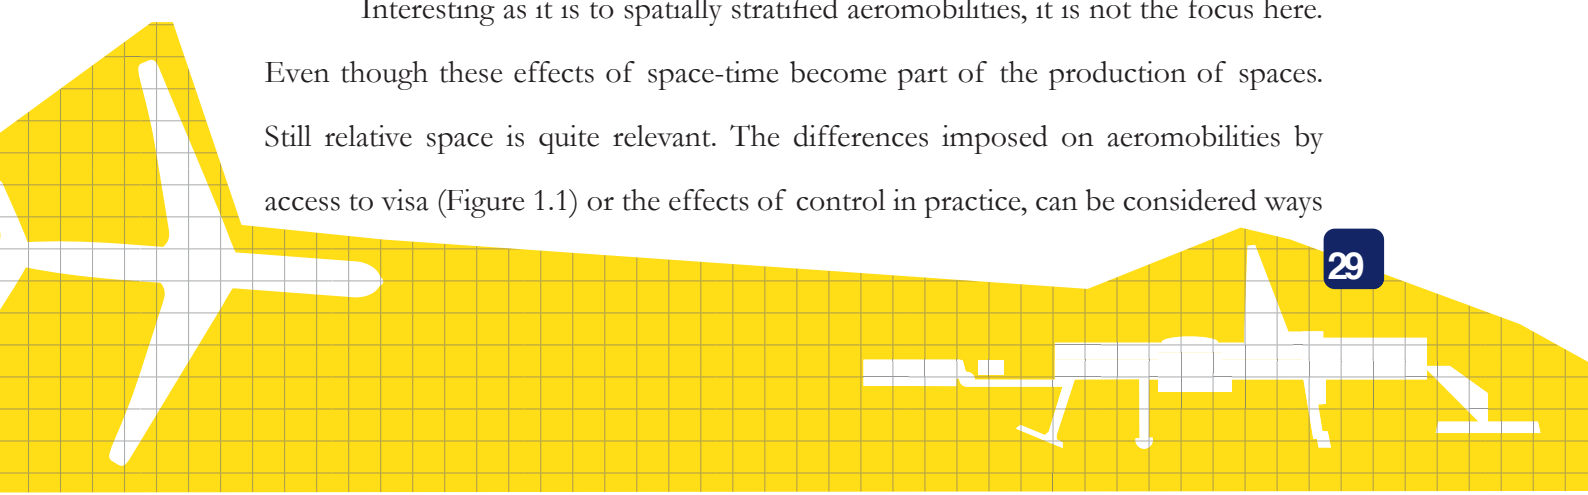 Interesting as it is to spatially stratified aeromobilities, it is not the focus here.
Even though these effects of space-time become part of the production of spaces.
Still relative space is quite relevant. The differences imposed on aeromobilities by
access to visa (Figure 1.1) or the effects of control in practice, can be considered ways
29